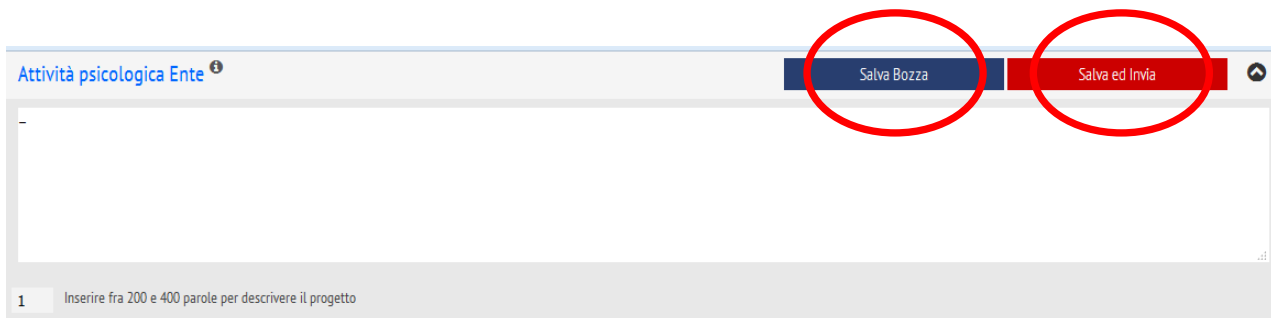 Attività psicologica Ente
Salva Bozza
Salva ed Invia
–
1 Inserire fra 200 e 400 parole per descrivere il progetto